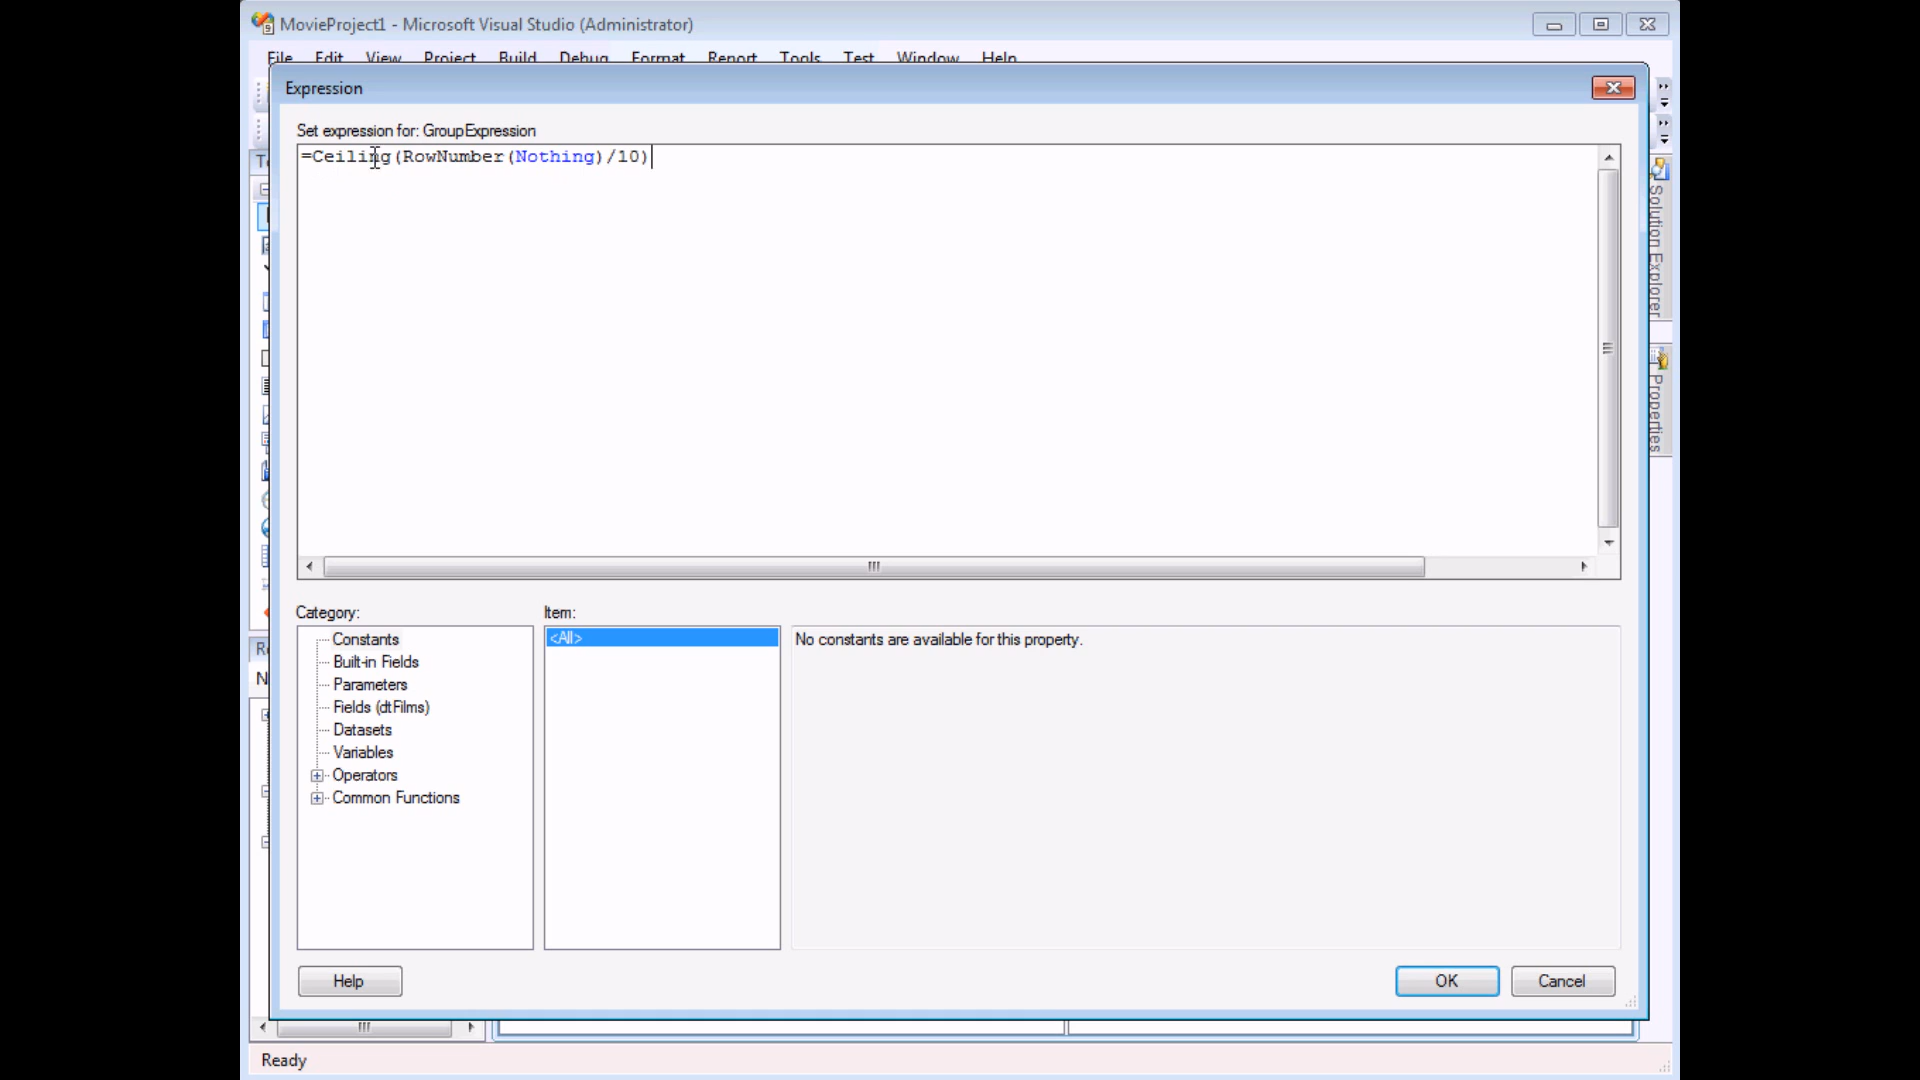 MovieProject1 - Microsoft Visual Studio (Administrator)
File Edit View Project Build Debug Format Report Tools Test Window Help
Expression
Set expression for: GroupExpression
=Ceiling(RowNumber(Nothing)/10)
Solution Explorer
Properties
Category:
Item:
Constants
Built-in Fields
Parameters
Fields (dtFilms)
Datasets
Variables
Operators
Common Functions
<All>
No constants are available for this property.
Help
OK
Cancel
Ready